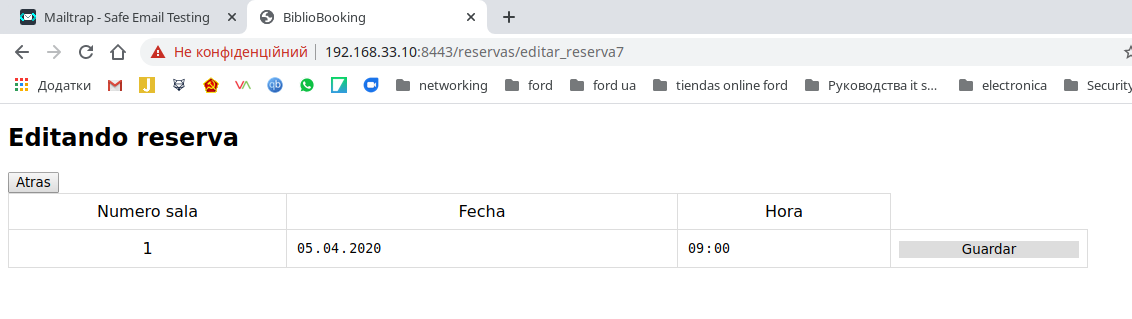 Mailtrap - Safe Email Testing
BiblioBooking
Не конфіденційний 192.168.33.10:8443/reservas/editar_reserva7
Додатки networking ford ford ua tiendas online ford Руководства it s... electronica Security
Editando reserva
Atras
Numero sala Fecha Hora
1 05.04.2020 09:00 Guardar